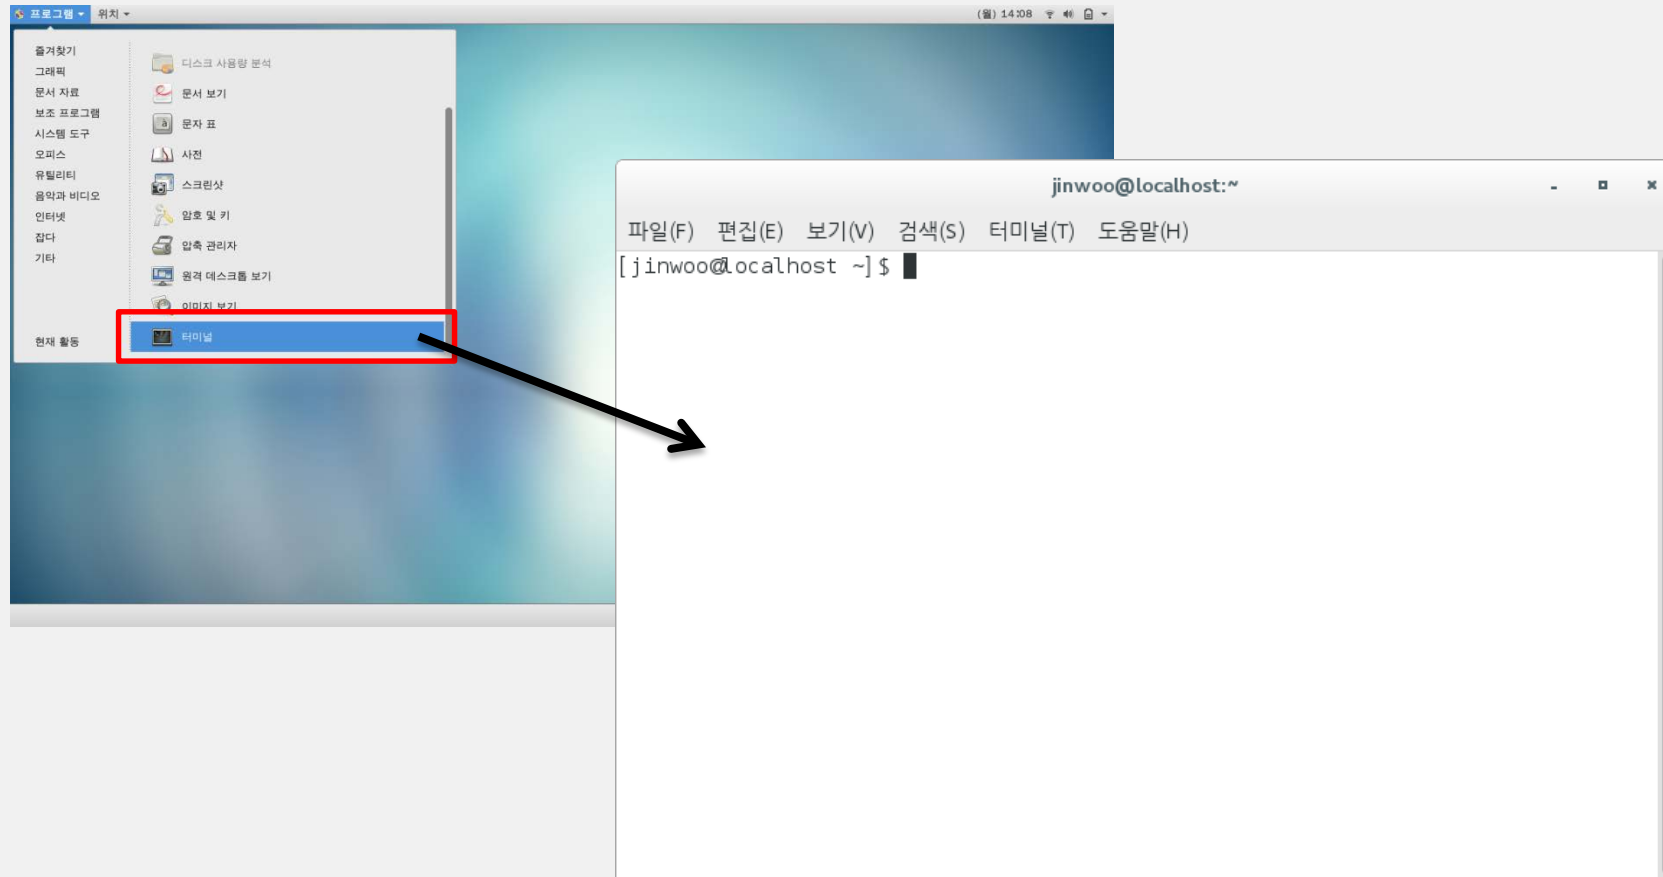 프로그램 위치 (월) 14:08
즐겨찾기
그래픽
문서 자료
보조 프로그램
시스템 도구
오피스
유틸리티
음악과 비디오
인터넷
잡다
기타
현재 활동
디스크 사용량 분석
문서 보기
문자 표
사전
스크린샷
암호 및 키
압축 관리자
원격 데스크톱 보기
이미지 보기
터미널
jinwoo@localhost:~
파일(F) 편집(E) 보기(V) 검색(S) 터미널(T) 도움말(H)
[jinwoo@localhost ~]$